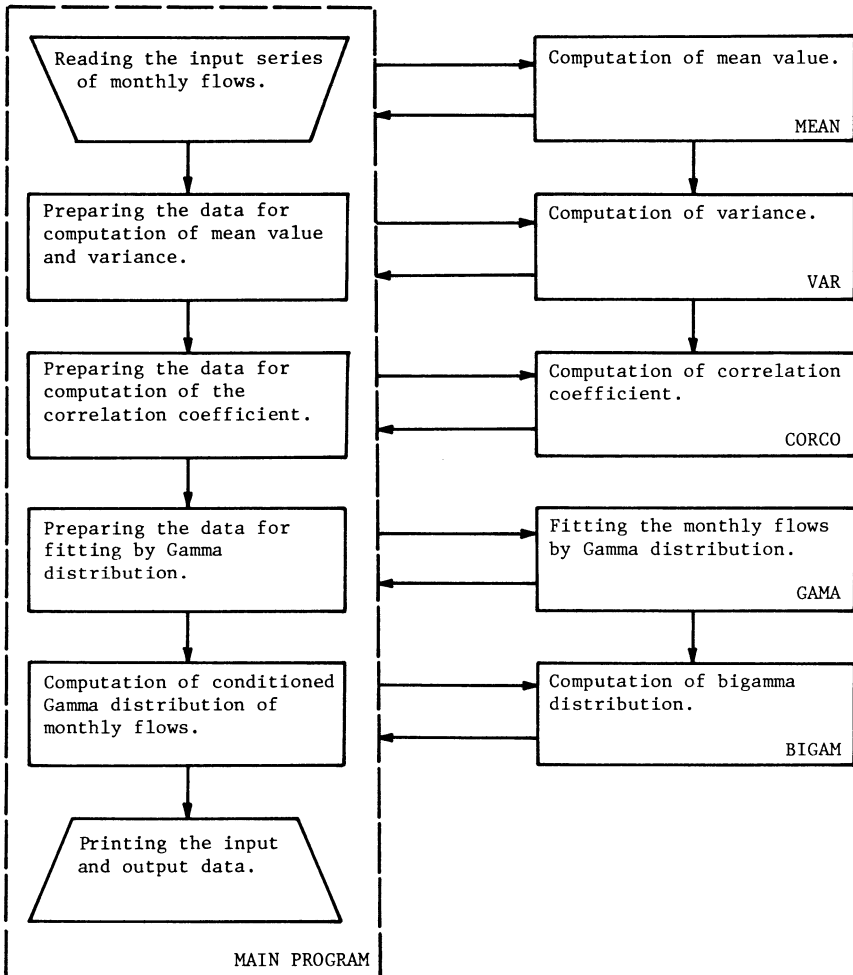 Reading the input series
of monthly flows.
Computation of mean value.
MEAN
Preparing the data for
computation of mean value
and variance.
Computation of variance.
VAR
Preparing the data for
computation of the
correlation coefficient.
Computation of correlation
coefficient.
CORCO
Preparing the data for
fitting by Gamma
distribution.
Fitting the monthly flows
by Gamma distribution.
GAMA
Computation of conditioned
Gamma distribution of
monthly flows.
Computation of bigamma
distribution.
BIGAM
Printing the input
and output data.
MAIN PROGRAM